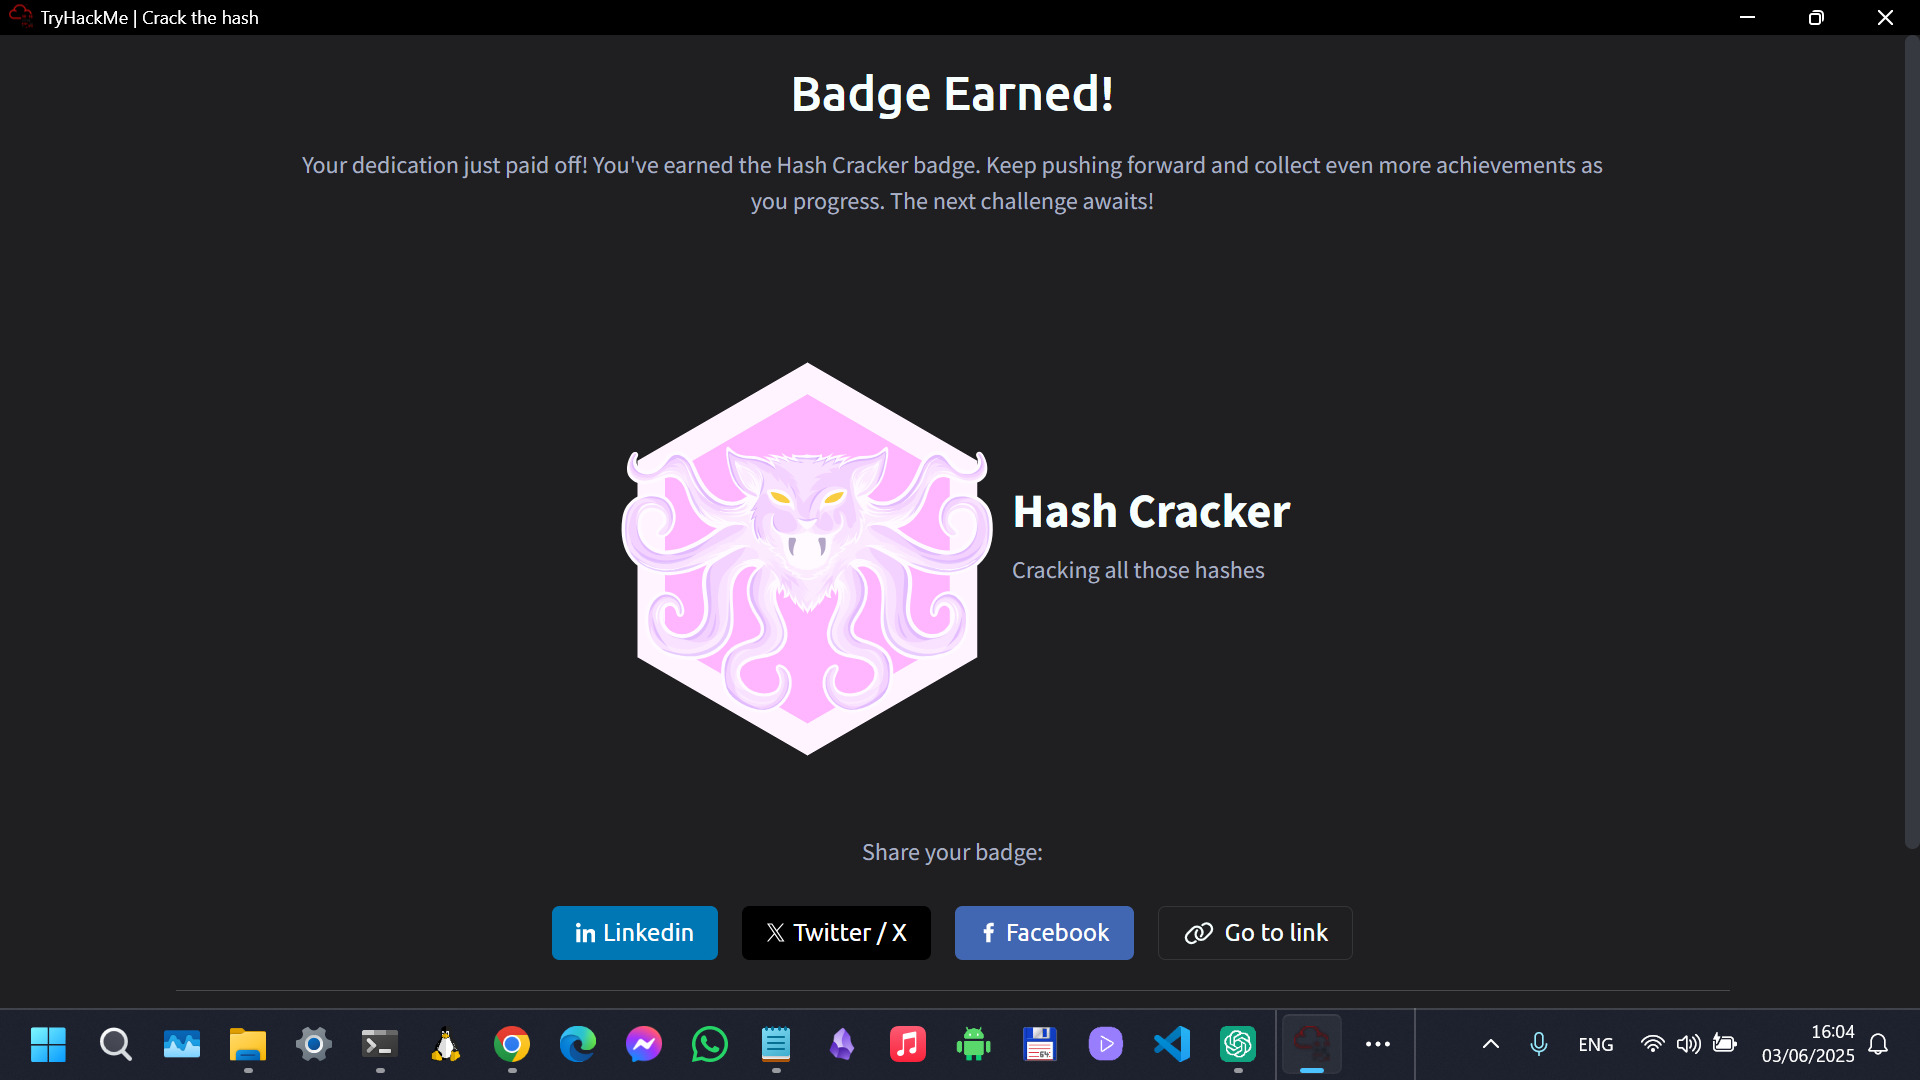 TryHackMe | Crack the hash
Badge Earned!
Your dedication just paid off! You've earned the Hash Cracker badge. Keep pushing forward and collect even more achievements as
you progress. The next challenge awaits!
Hash Cracker
Cracking all those hashes
Share your badge:
in Linkedin
X Twitter / X
f Facebook
Go to link
64
ENG
16:04
03/06/2025